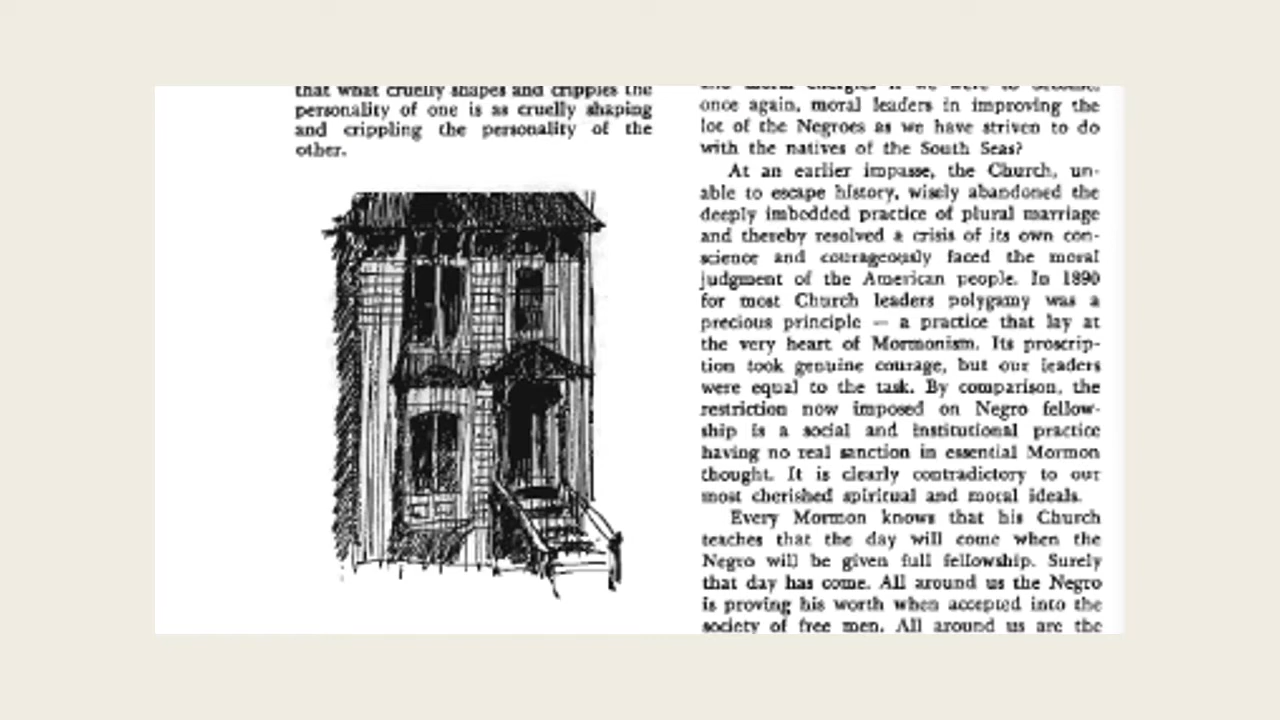 that what cruelly shapes and cripples the
personality of one is as cruelly shaping
and crippling the personality of the
other.
and moral energies if we were to become,
once again, moral leaders in improving the
lot of the Negroes as we have striven to do
with the natives of the South Seas?
At an earlier impasse, the Church, un-
able to escape history, wisely abandoned the
deeply imbedded practice of plural marriage
and thereby resolved a crisis of its own con-
science and courageously faced the moral
judgment of the American people. In 1890
for most Church leaders polygamy was a
precious principle — a practice that lay at
the very heart of Mormonism. Its proscrip-
tion took genuine courage, but our leaders
were equal to the task. By comparison, the
restriction now imposed on Negro fellow-
ship is a social and institutional practice
having no real sanction in essential Mormon
thought. It is clearly contradictory to our
most cherished spiritual and moral ideals.
Every Mormon knows that his Church
teaches that the day will come when the
Negro will be given full fellowship. Surely
that day has come. All around us the Negro
is proving his worth when accepted into the
society of free men. All around us are the